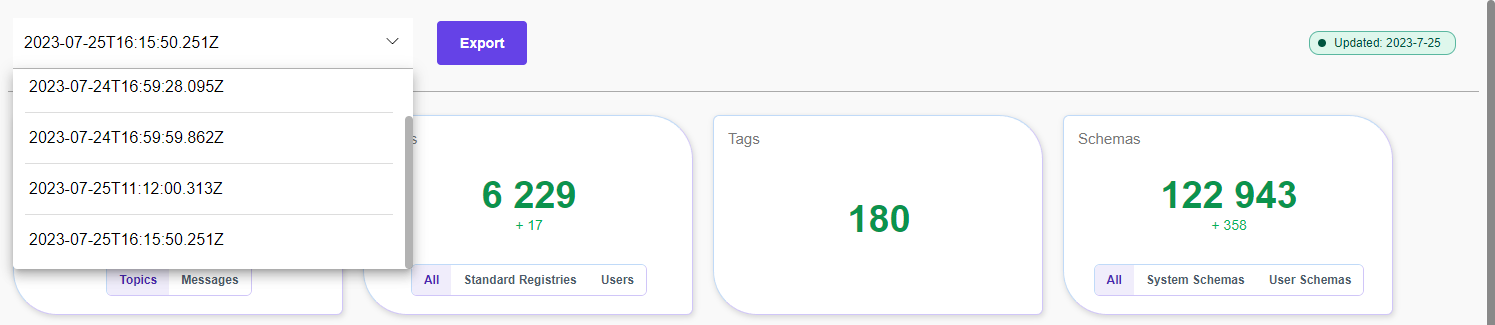 2023-07-25T16:15:50.251Z
Export
Updated: 2023-7-25
2023-07-24T16:59:28.095Z
2023-07-24T16:59:59.862Z
2023-07-25T11:12:00.313Z
2023-07-25T16:15:50.251Z
Topics Messages
6 229
+ 17
All Standard Registries Users
Tags
180
Schemas
122 943
+ 358
All System Schemas User Schemas